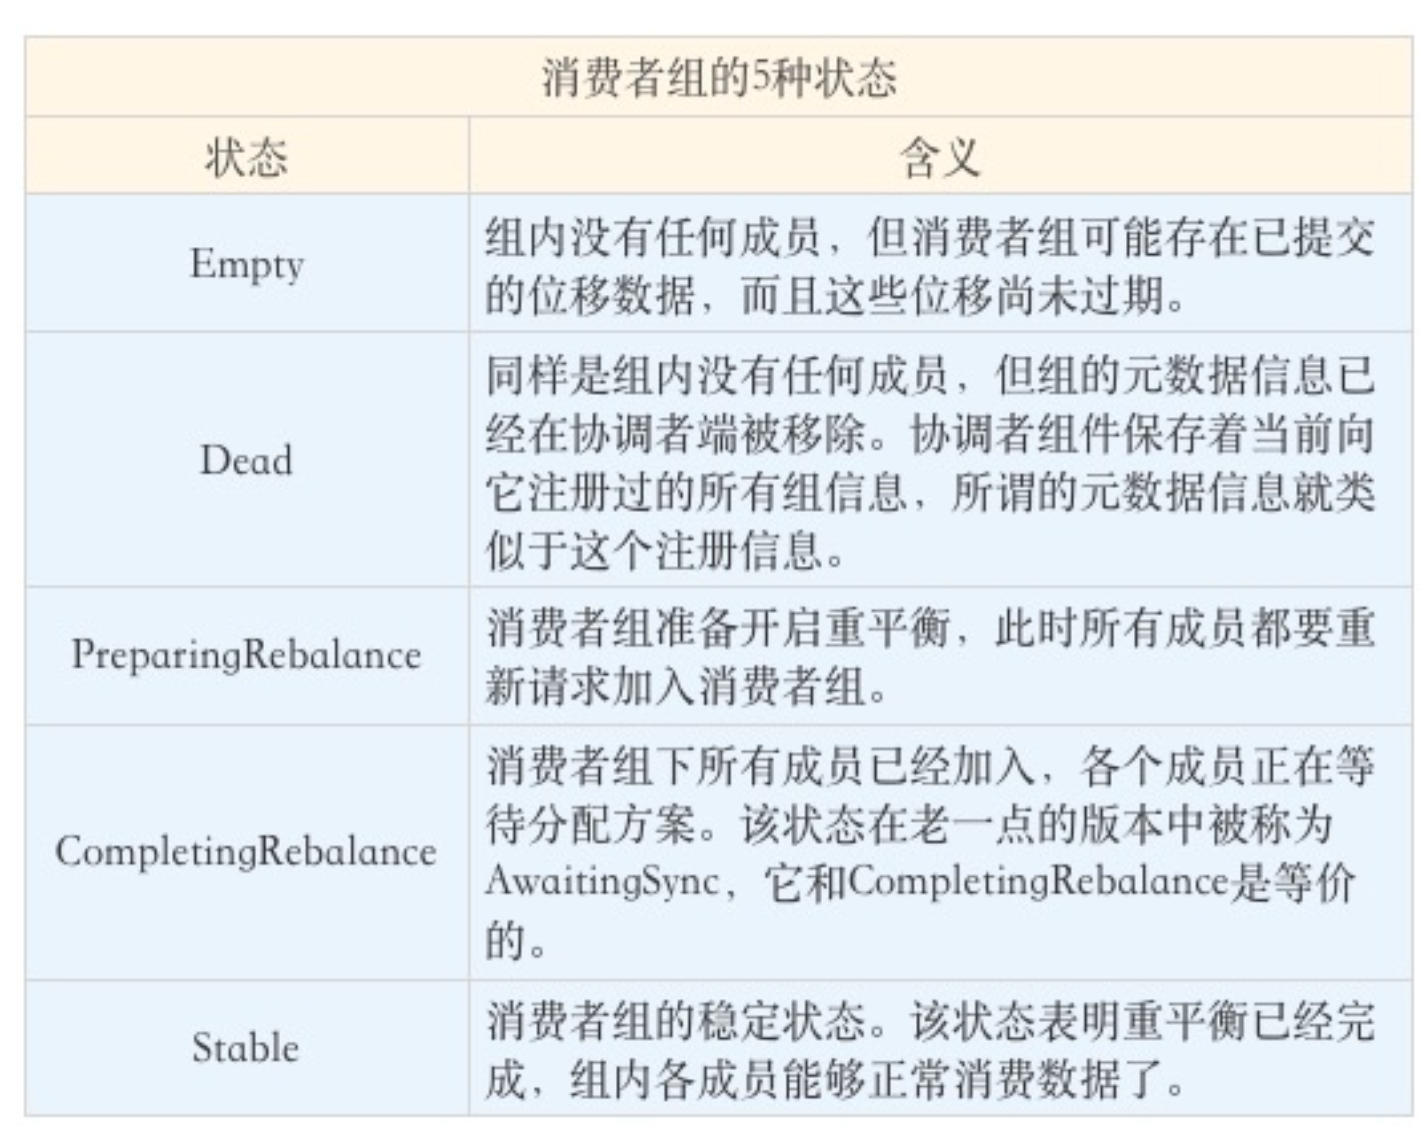 消费者组的5种状态
状态
含义
Empty
组内没有任何成员，但消费者组可能存在已提交
的位移数据，而且这些位移尚未过期。
Dead
同样是组内没有任何成员，但组的元数据信息已
经在协调者端被移除。协调者组件保存着当前向
它注册过的所有组信息，所谓的元数据信息就类
似于这个注册信息。
PreparingRebalance
消费者组准备开启重平衡，此时所有成员都要重
新请求加入消费者组。
CompletingRebalance
消费者组下所有成员已经加入，各个成员正在等
待分配方案。该状态在老一点的版本中被称为
AwaitingSync，它和CompletingRebalance是等价
的。
Stable
消费者组的稳定状态。该状态表明重平衡已经完
成，组内各成员能够正常消费数据了。